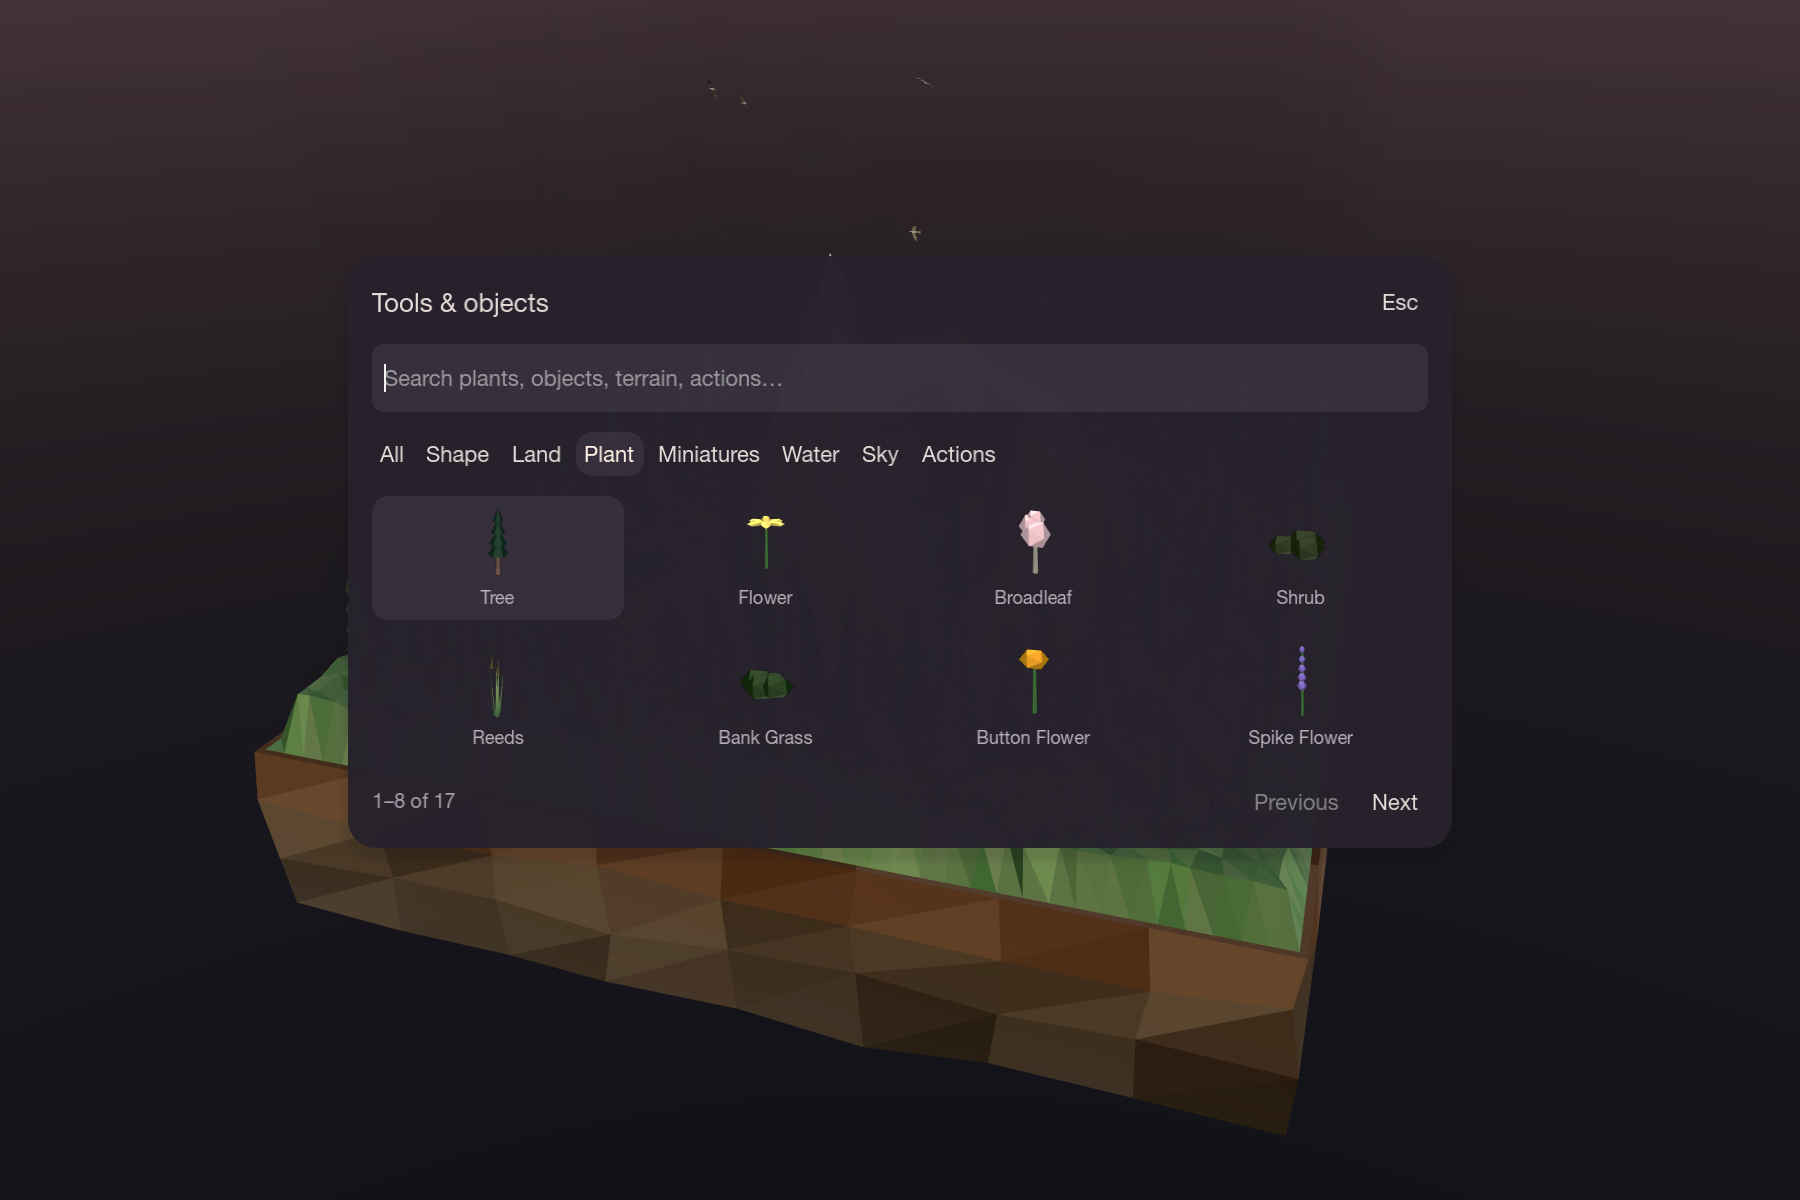 Tools & objects
Esc
Search plants, objects, terrain, actions…
All Shape Land Plant Miniatures Water Sky Actions
Tree Flower Broadleaf Shrub
Reeds Bank Grass Button Flower Spike Flower
1–8 of 17
Previous Next